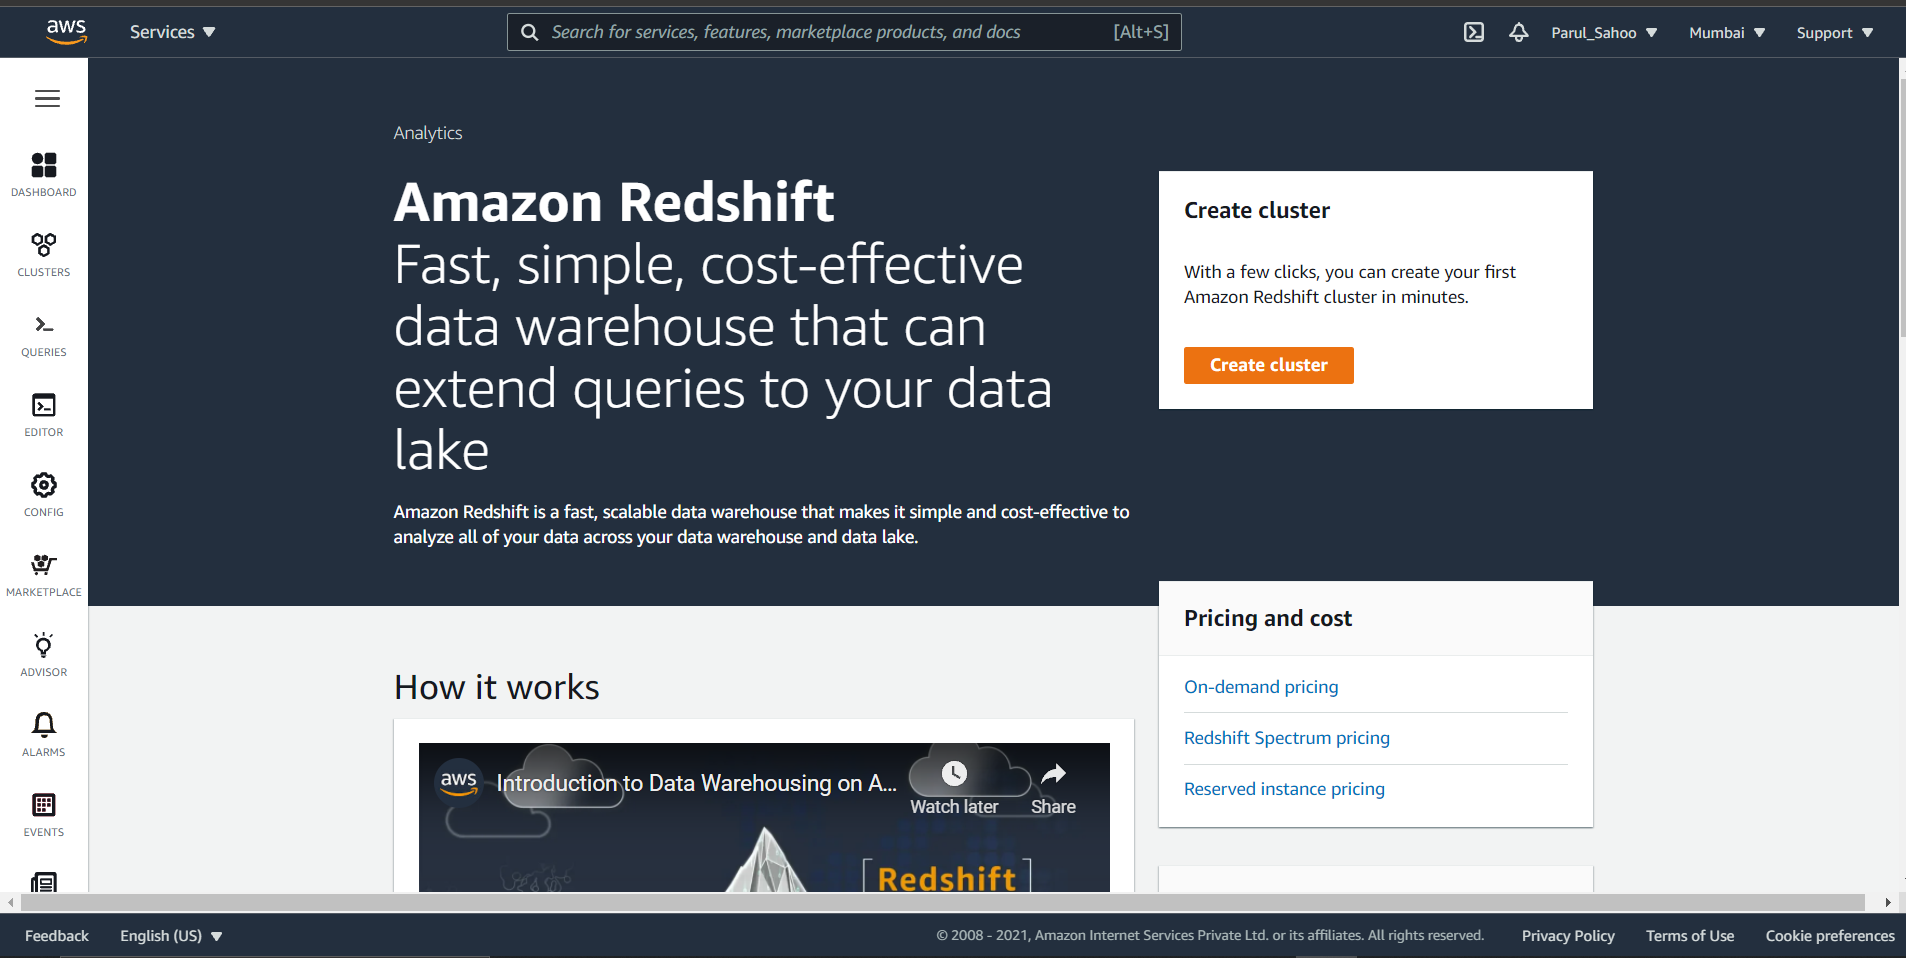 aws
Services
Search for services, features, marketplace products, and docs [Alt+S]
Parul_Sahoo
Mumbai
Support
DASHBOARD
CLUSTERS
QUERIES
EDITOR
CONFIG
MARKETPLACE
ADVISOR
ALARMS
EVENTS
Analytics
Amazon Redshift
Fast, simple, cost-effective
data warehouse that can
extend queries to your data
lake
Amazon Redshift is a fast, scalable data warehouse that makes it simple and cost-effective to
analyze all of your data across your data warehouse and data lake.
Create cluster
With a few clicks, you can create your first
Amazon Redshift cluster in minutes.
Create cluster
Pricing and cost
On-demand pricing
Redshift Spectrum pricing
Reserved instance pricing
How it works
aws
Introduction to Data Warehousing on A...
Watch later
Share
[Redshift]
Feedback
English (US)
© 2008 - 2021, Amazon Internet Services Private Ltd. or its affiliates. All rights reserved.
Privacy Policy
Terms of Use
Cookie preferences